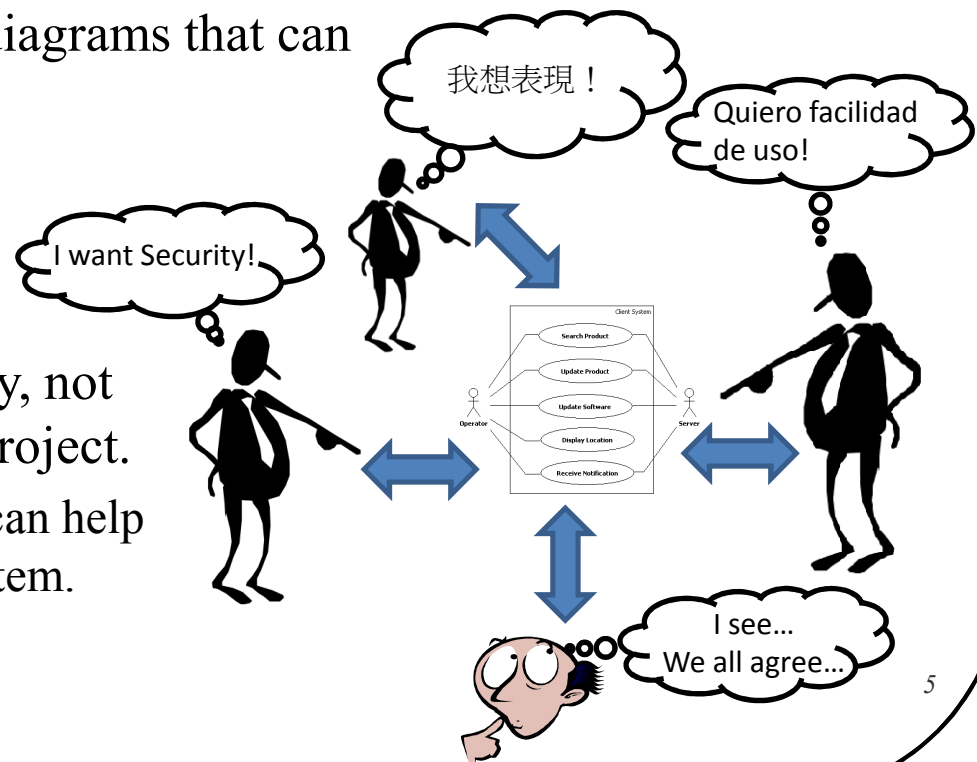 diagrams that can
我想表現！
Quiero facilidad
de uso!
I want Security!
Client System
Search Product
Update Product
Update Software
Display Location
Receive Notification
Operator
Server
y, not
roject.
can help
tem.
I see...
We all agree...
5